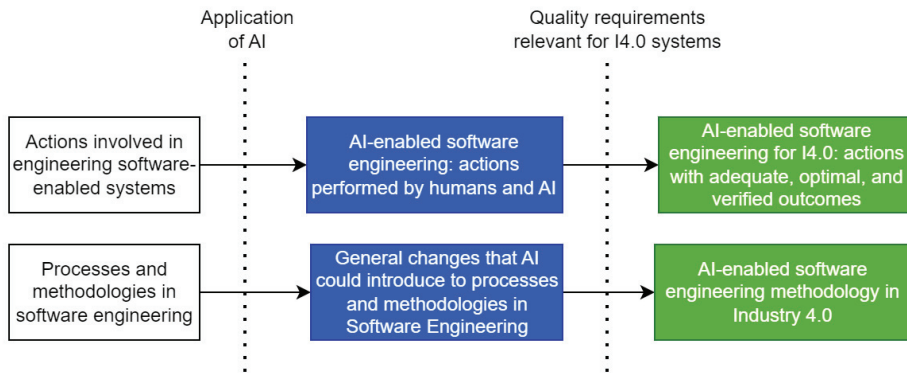 Application
of AI
Quality requirements
relevant for I4.0 systems
Actions involved in
engineering software-
enabled systems
AI-enabled software
engineering: actions
performed by humans and AI
AI-enabled software
engineering for I4.0: actions
with adequate, optimal, and
verified outcomes
Processes and
methodologies in
software engineering
General changes that AI
could introduce to processes
and methodologies in
Software Engineering
AI-enabled software
engineering methodology in
Industry 4.0